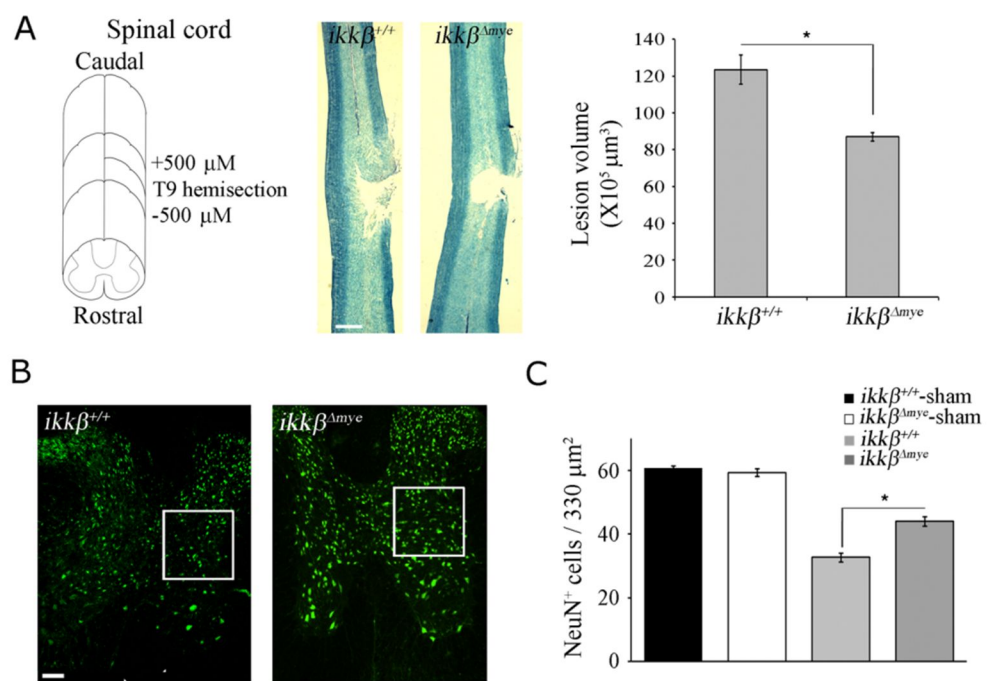 A
Spinal cord
Caudal
+500 µM
T9 hemisection
-500 µM
Rostral
ikkβ+/+
ikkβΔmye
Lesion volume
(X10⁵ µm³)
140
120
100
80
60
40
20
0
*
ikkβ+/+
ikkβΔmye
B
ikkβ+/+
ikkβΔmye
C
ikkβ+/+-sham
ikkβΔmye-sham
ikkβ+/+
ikkβΔmye
NeuN⁺ cells / 330 µm²
60
40
20
0
*